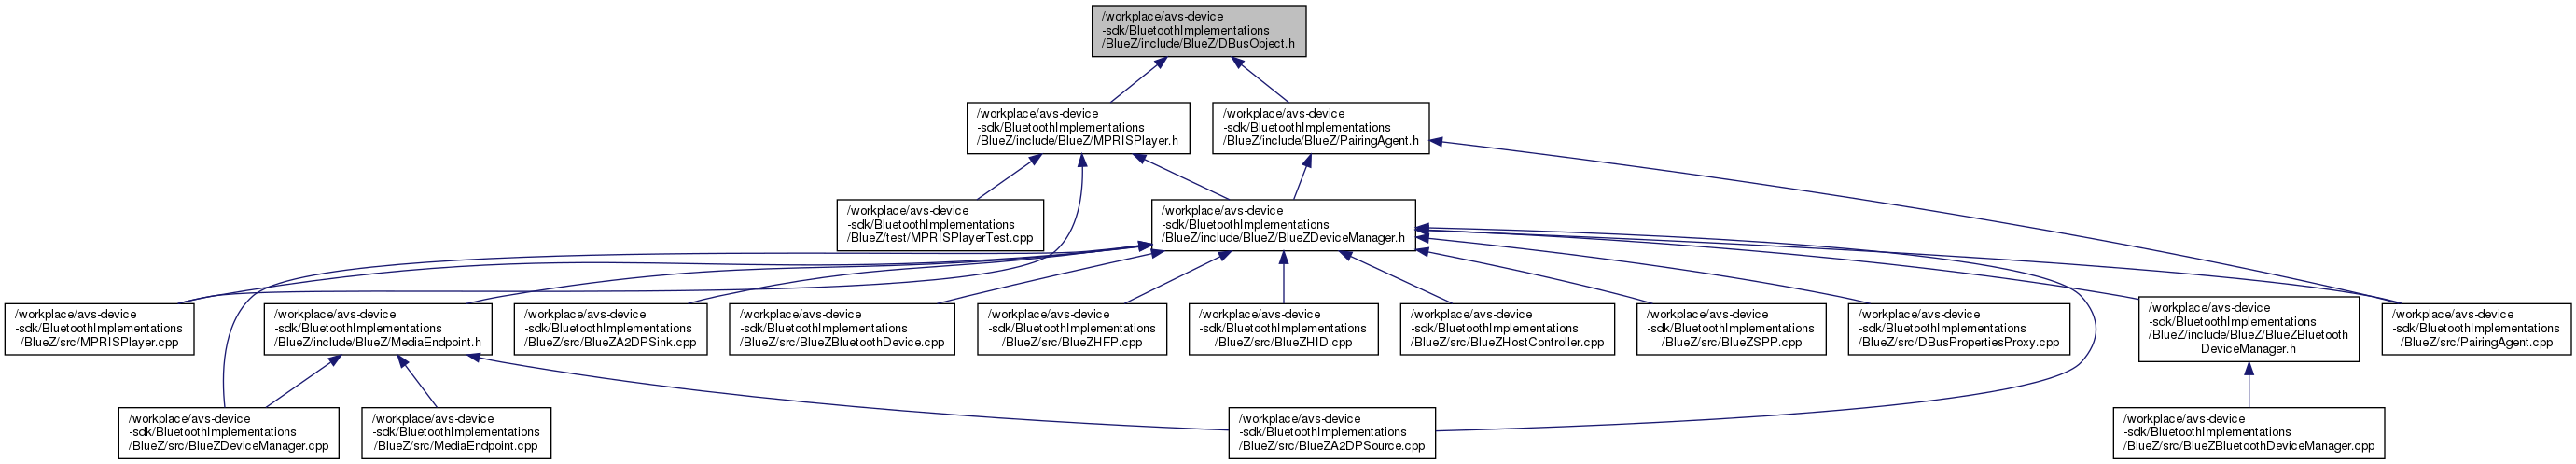 /workplace/avs-device
-sdk/BluetoothImplementations
/BlueZ/include/BlueZ/DBusObject.h
/workplace/avs-device
-sdk/BluetoothImplementations
/BlueZ/include/BlueZ/MPRISPlayer.h
/workplace/avs-device
-sdk/BluetoothImplementations
/BlueZ/include/BlueZ/PairingAgent.h
/workplace/avs-device
-sdk/BluetoothImplementations
/BlueZ/test/MPRISPlayerTest.cpp
/workplace/avs-device
-sdk/BluetoothImplementations
/BlueZ/include/BlueZ/BlueZDeviceManager.h
/workplace/avs-device
-sdk/BluetoothImplementations
/BlueZ/src/MPRISPlayer.cpp
/workplace/avs-device
-sdk/BluetoothImplementations
/BlueZ/include/BlueZ/MediaEndpoint.h
/workplace/avs-device
-sdk/BluetoothImplementations
/BlueZ/src/BlueZA2DPSink.cpp
/workplace/avs-device
-sdk/BluetoothImplementations
/BlueZ/src/BlueZBluetoothDevice.cpp
/workplace/avs-device
-sdk/BluetoothImplementations
/BlueZ/src/BlueZHFP.cpp
/workplace/avs-device
-sdk/BluetoothImplementations
/BlueZ/src/BlueZHID.cpp
/workplace/avs-device
-sdk/BluetoothImplementations
/BlueZ/src/BlueZHostController.cpp
/workplace/avs-device
-sdk/BluetoothImplementations
/BlueZ/src/BlueZSPP.cpp
/workplace/avs-device
-sdk/BluetoothImplementations
/BlueZ/src/DBusPropertiesProxy.cpp
/workplace/avs-device
-sdk/BluetoothImplementations
/BlueZ/include/BlueZ/BlueZBluetooth
DeviceManager.h
/workplace/avs-device
-sdk/BluetoothImplementations
/BlueZ/src/PairingAgent.cpp
/workplace/avs-device
-sdk/BluetoothImplementations
/BlueZ/src/BlueZDeviceManager.cpp
/workplace/avs-device
-sdk/BluetoothImplementations
/BlueZ/src/MediaEndpoint.cpp
/workplace/avs-device
-sdk/BluetoothImplementations
/BlueZ/src/BlueZA2DPSource.cpp
/workplace/avs-device
-sdk/BluetoothImplementations
/BlueZ/src/BlueZBluetoothDeviceManager.cpp